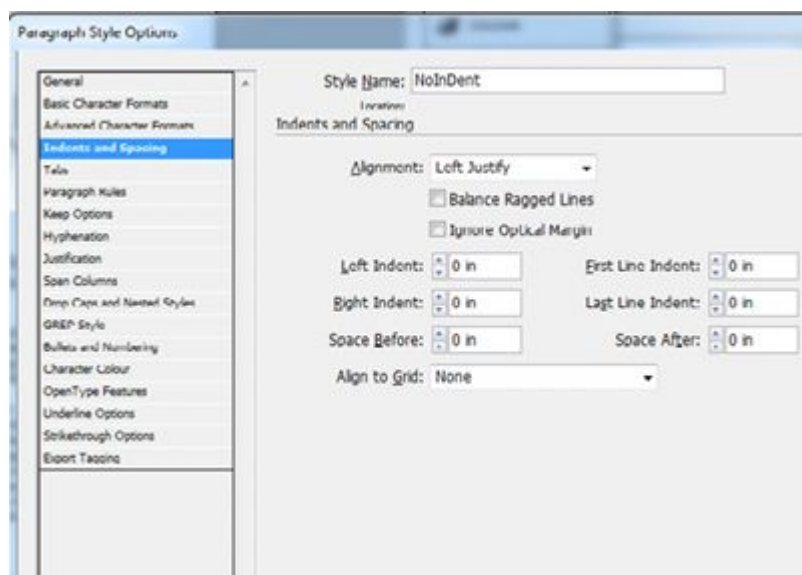 Paragraph Style Options
General
Basic Character Formats
Advanced Character Formats
Indents and Spacing
Tabs
Paragraph Rules
Keep Options
Hyphenation
Justification
Span Columns
Drop Caps and Nested Styles
GREP Style
Bullets and Numbering
Character Colour
OpenType Features
Underline Options
Strikethrough Options
Export Tagging
Style Name: NoInDent
Location:
Indents and Spacing
Alignment: Left Justify
Balance Ragged Lines
Ignore Optical Margin
Left Indent: 0 in First Line Indent: 0 in
Right Indent: 0 in Last Line Indent: 0 in
Space Before: 0 in Space After: 0 in
Align to Grid: None